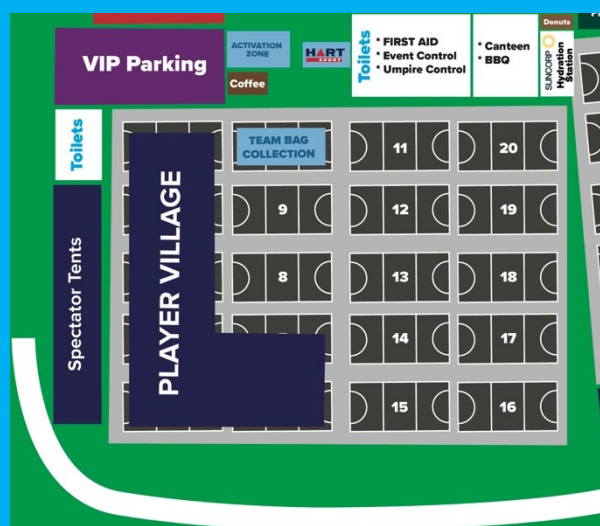 Donuts
VIP Parking
ACTIVATION
ZONE
HART
SPORT
Coffee
Toilets
* FIRST AID
* Event Control
* Umpire Control
* Canteen
* BBQ
SUNCORP
Hydration
Station
Toilets
TEAM BAG
COLLECTION
11
20
PLAYER VILLAGE
9
12
19
Spectator Tents
8
13
18
14
17
15
16